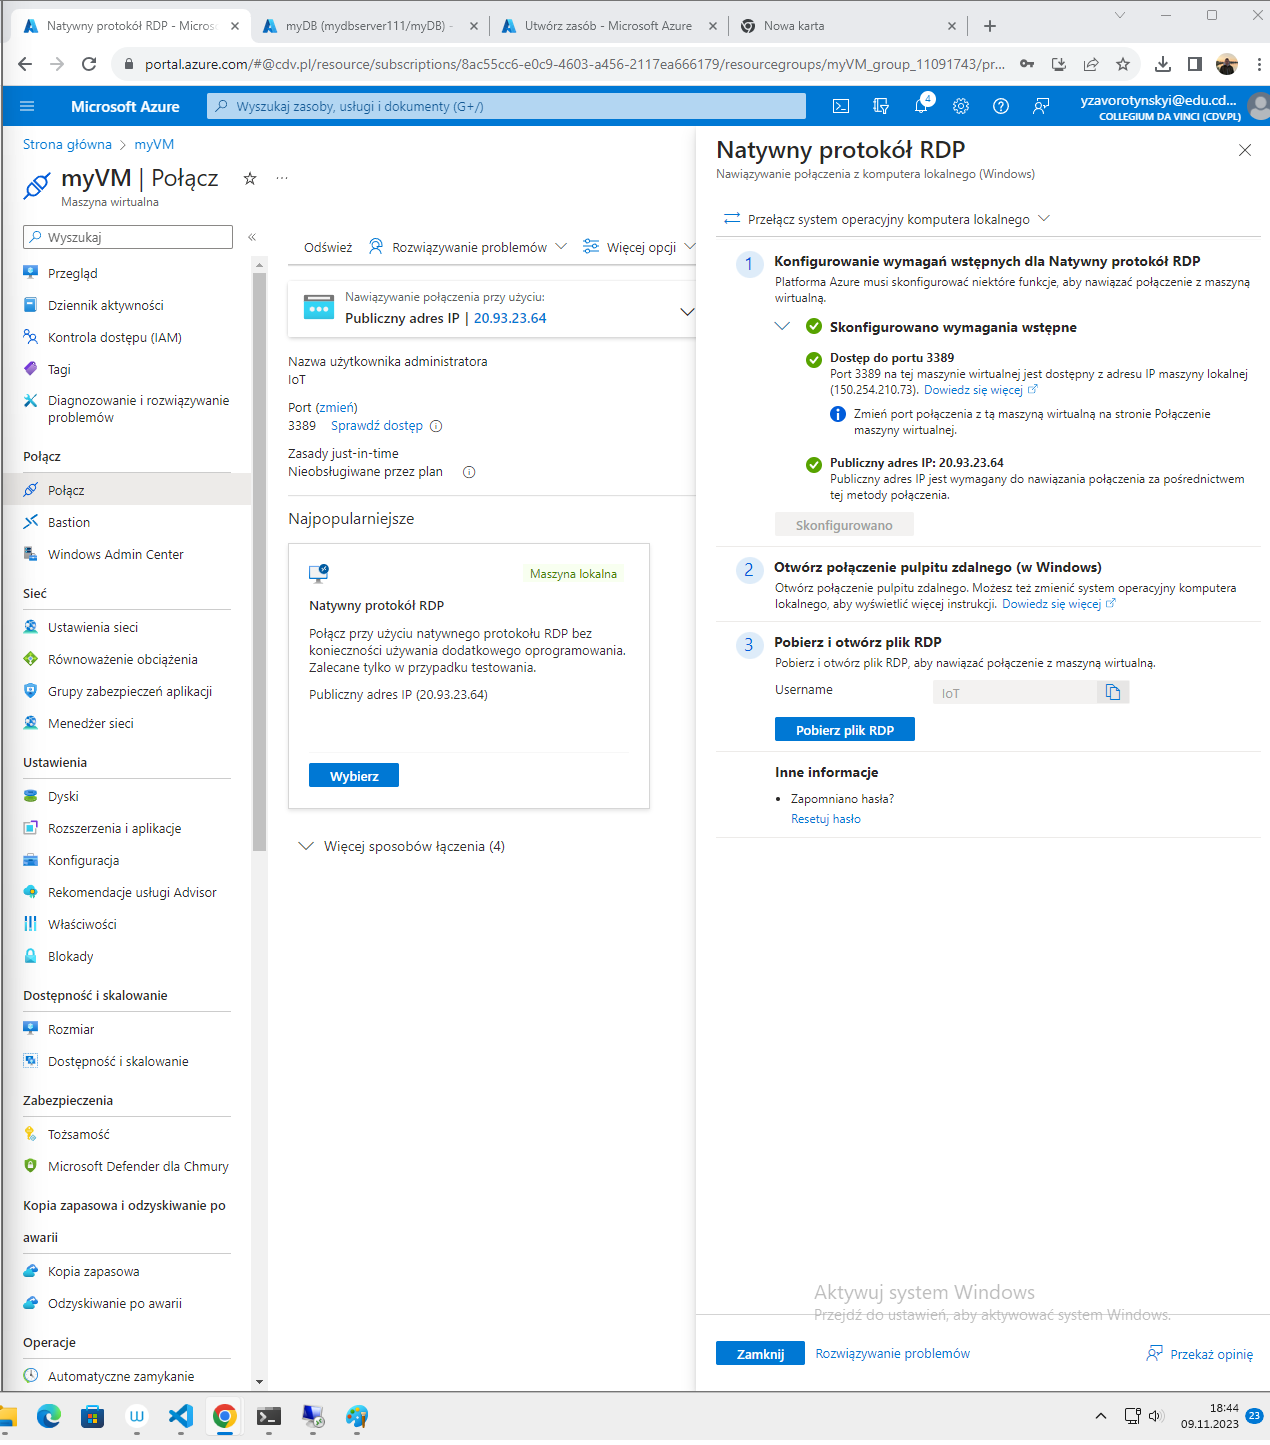 Natywny protokół RDP - Micros
myDB (mydbserver111/myDB) -
Utwórz zasób - Microsoft Azure
Nowa karta
portal.azure.com/#@cdv.pl/resource/subscriptions/8ac55cc6-e0c9-4603-a456-2117ea666179/resourcegroups/myVM_group_11091743/pr...
Microsoft Azure
Wyszukaj zasoby, usługi i dokumenty (G+/)
4
yzavorotynskyi@edu.cd...
COLLEGIUM DA VINCI (CDV.PL)
Strona główna > myVM
myVM | Połącz
Maszyna wirtualna
Wyszukaj
Przegląd
Dziennik aktywności
Kontrola dostępu (IAM)
Tagi
Diagnozowanie i rozwiązywanie
problemów
Połącz
Połącz
Bastion
Windows Admin Center
Sieć
Ustawienia sieci
Równoważenie obciążenia
Grupy zabezpieczeń aplikacji
Menedżer sieci
Ustawienia
Dyski
Rozszerzenia i aplikacje
Konfiguracja
Rekomendacje usługi Advisor
Właściwości
Blokady
Dostępność i skalowanie
Rozmiar
Dostępność i skalowanie
Zabezpieczenia
Tożsamość
Microsoft Defender dla Chmury
Kopia zapasowa i odzyskiwanie po
awarii
Kopia zapasowa
Odzyskiwanie po awarii
Operacje
Automatyczne zamykanie
Odśwież
Rozwiązywanie problemów
Więcej opcji
Nawiązywanie połączenia przy użyciu:
Publiczny adres IP | 20.93.23.64
Nazwa użytkownika administratora
IoT
Port (zmień)
3389 Sprawdź dostęp
Zasady just-in-time
Nieobsługiwane przez plan
Najpopularniejsze
Maszyna lokalna
Natywny protokół RDP
Połącz przy użyciu natywnego protokołu RDP bez
konieczności używania dodatkowego oprogramowania.
Zalecane tylko w przypadku testowania.
Publiczny adres IP (20.93.23.64)
Wybierz
Więcej sposobów łączenia (4)
Natywny protokół RDP
Nawiązywanie połączenia z komputera lokalnego (Windows)
Przełącz system operacyjny komputera lokalnego
1
Konfigurowanie wymagań wstępnych dla Natywny protokół RDP
Platforma Azure musi skonfigurować niektóre funkcje, aby nawiązać połączenie z maszyną
wirtualną.
Skonfigurowano wymagania wstępne
Dostęp do portu 3389
Port 3389 na tej maszynie wirtualnej jest dostępny z adresu IP maszyny lokalnej
(150.254.210.73). Dowiedz się więcej
Zmień port połączenia z tą maszyną wirtualną na stronie Połączenie
maszyny wirtualnej.
Publiczny adres IP: 20.93.23.64
Publiczny adres IP jest wymagany do nawiązania połączenia za pośrednictwem
tej metody połączenia.
Skonfigurowano
2
Otwórz połączenie pulpitu zdalnego (w Windows)
Otwórz połączenie pulpitu zdalnego. Możesz też zmienić system operacyjny komputera
lokalnego, aby wyświetlić więcej instrukcji. Dowiedz się więcej
3
Pobierz i otwórz plik RDP
Pobierz i otwórz plik RDP, aby nawiązać połączenie z maszyną wirtualną.
Username
IoT
Pobierz plik RDP
Inne informacje
• Zapomniano hasła?
Resetuj hasło
Aktywuj system Windows
Przejdź do ustawień, aby aktywować system Windows.
Zamknij
Rozwiązywanie problemów
Przekaż opinię
18:44
09.11.2023
23